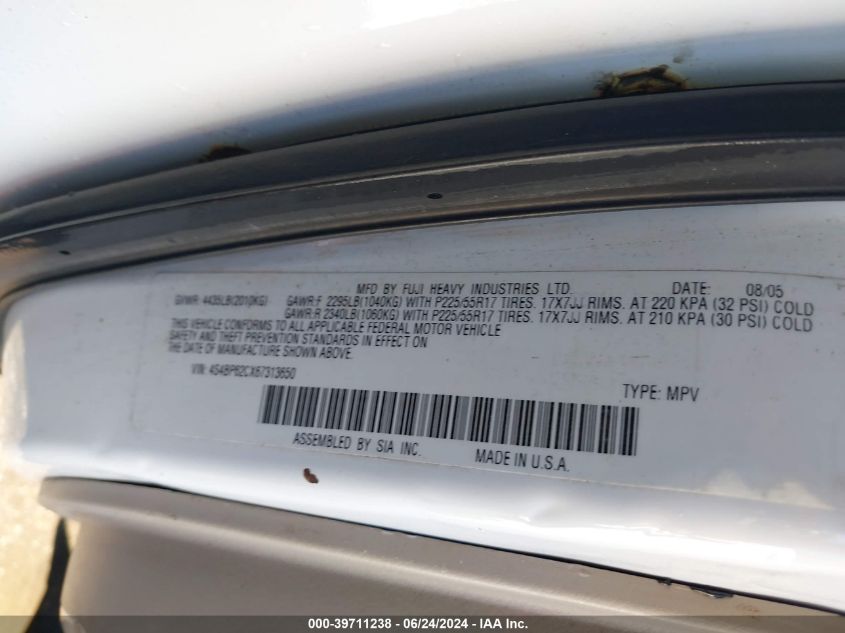 MFD BY FUJI HEAVY INDUSTRIES LTD. DATE: 08/05
GVWR: 4435LB(2010KG) GAWR:F 2295LB(1040KG) WITH P225/55R17 TIRES. 17X7JJ RIMS. AT 220 KPA (32 PSI) COLD
GAWR:R 2340LB(1060KG) WITH P225/55R17 TIRES. 17X7JJ RIMS. AT 210 KPA (30 PSI) COLD
THIS VEHICLE CONFORMS TO ALL APPLICABLE FEDERAL MOTOR VEHICLE
SAFETY AND THEFT PREVENTION STANDARDS IN EFFECT ON
THE DATE OF MANUFACTURE SHOWN ABOVE.
VIN: 4S4BP62CX67313650 TYPE: MPV
ASSEMBLED BY SIA INC. MADE IN U.S.A.
000-39711238 - 06/24/2024 - IAA Inc.